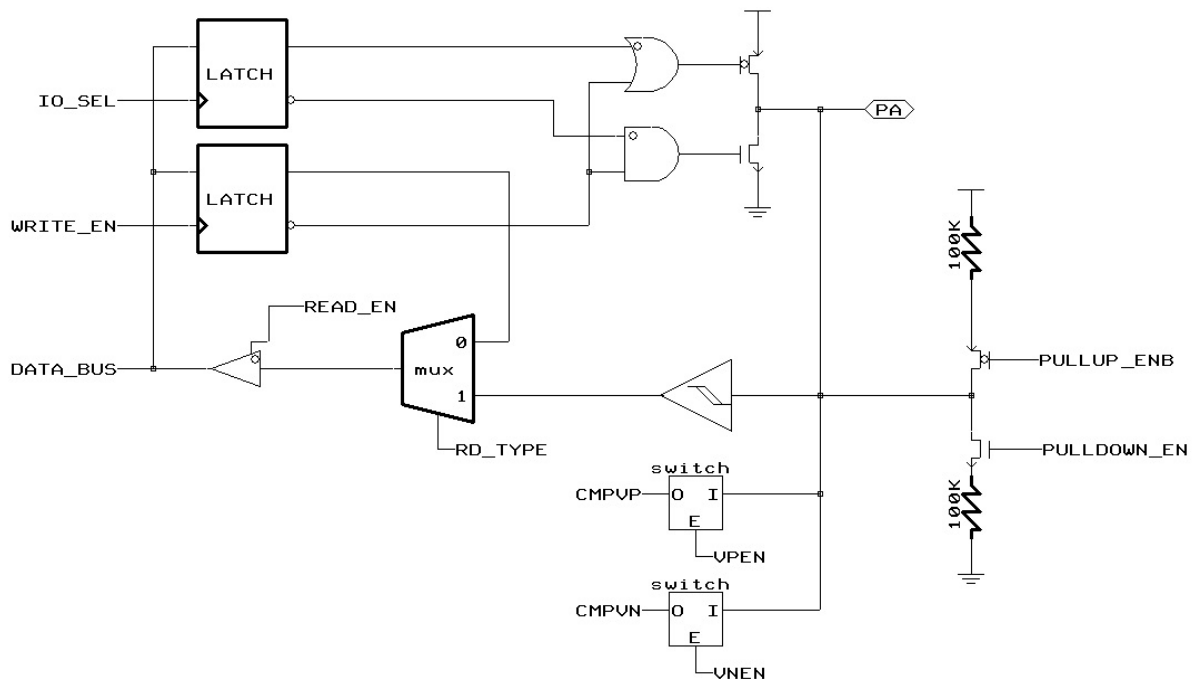 LATCH
IO_SEL
PA
LATCH
WRITE_EN
100K
READ_EN
0
DATA_BUS
mux
PULLUP_ENB
1
RD_TYPE
PULLDOWN_EN
switch
CMPVP
O I
E
100K
VPEN
switch
CMPVN
O I
E
VNEN